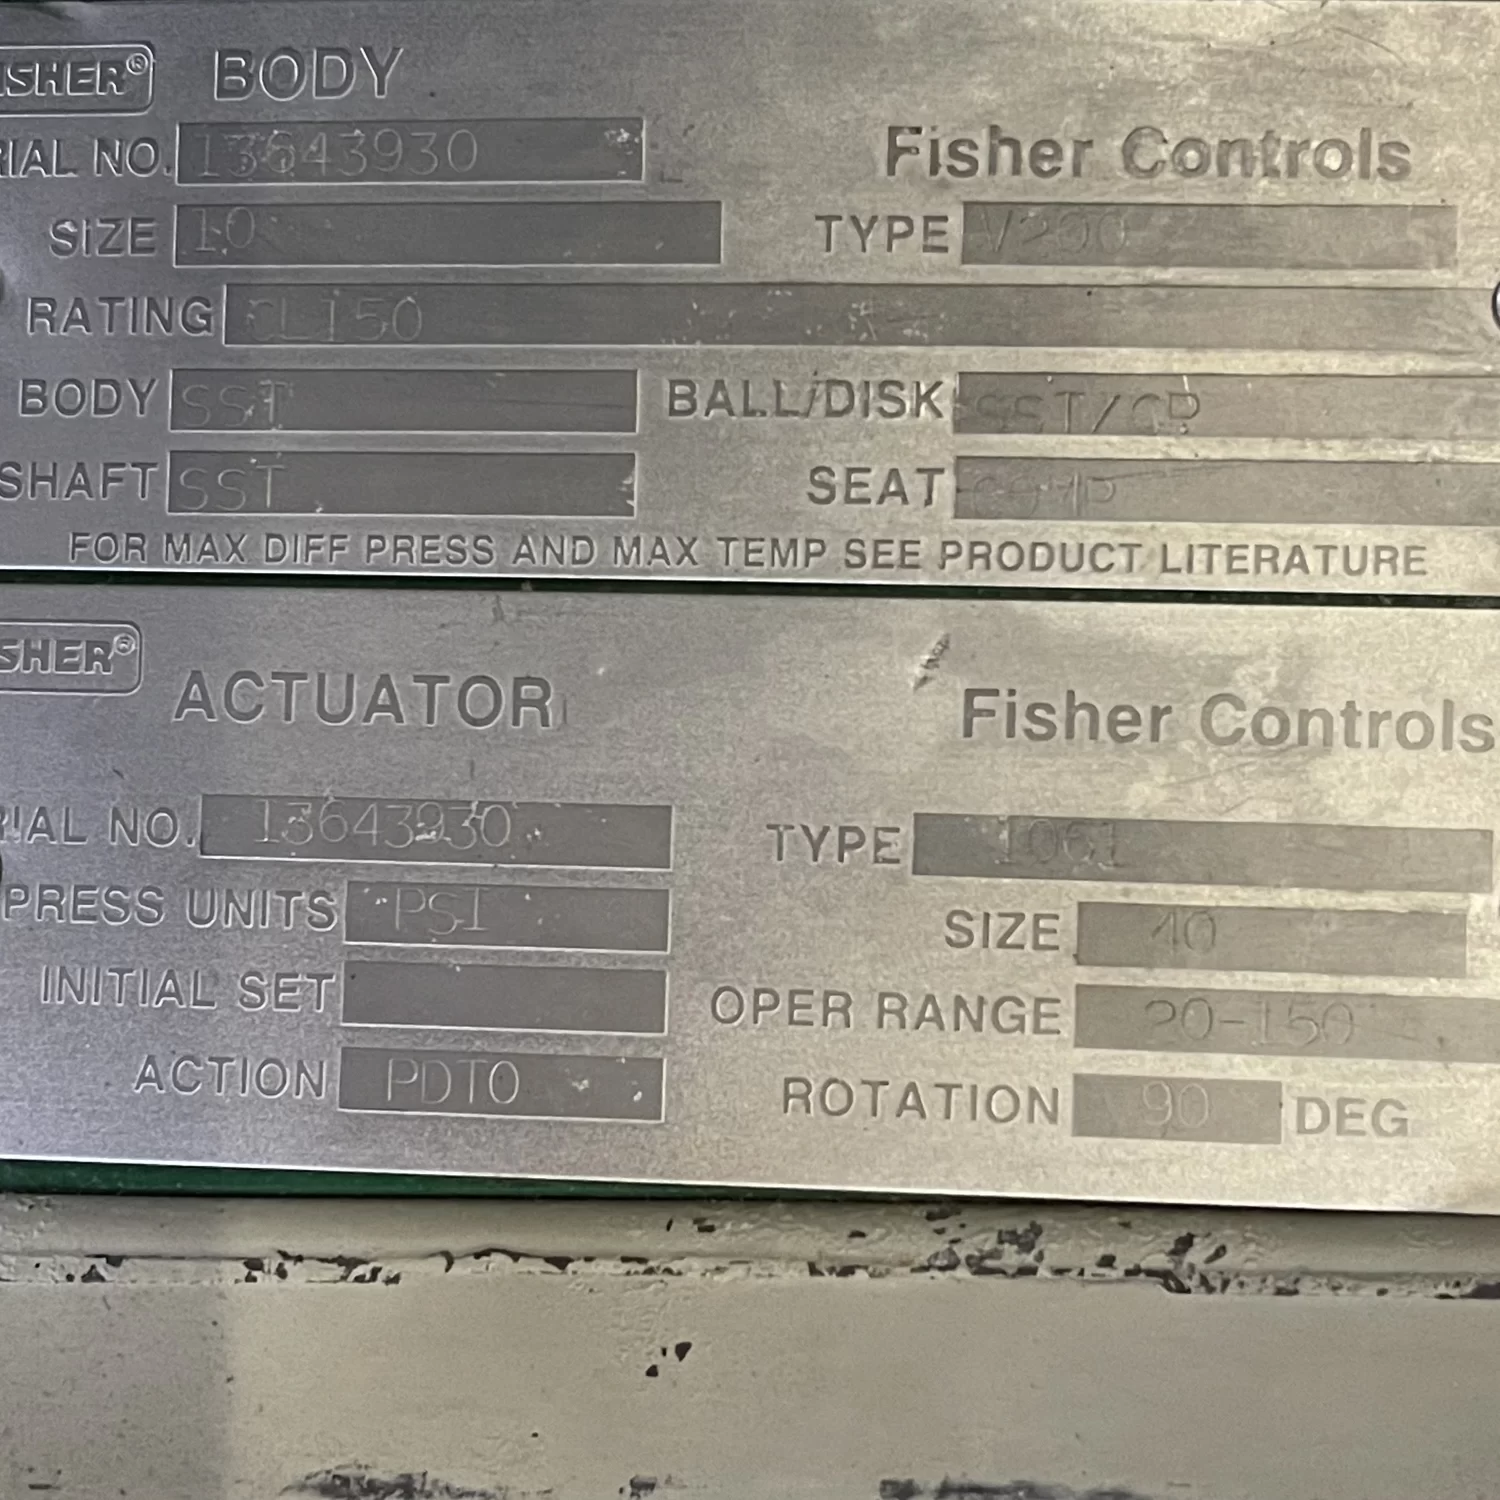 ISHER® BODY
Fisher Controls
RIAL NO. 13643930
SIZE 10 TYPE V200
RATING CL150
BODY SST BALL/DISK SST/CP
SHAFT SST SEAT
FOR MAX DIFF PRESS AND MAX TEMP SEE PRODUCT LITERATURE
SHER® ACTUATOR
Fisher Controls
RIAL NO. 13643930 TYPE 1061
PRESS UNITS PSI SIZE 40
INITIAL SET OPER RANGE 20-150
ACTION PDTO ROTATION 90 DEG